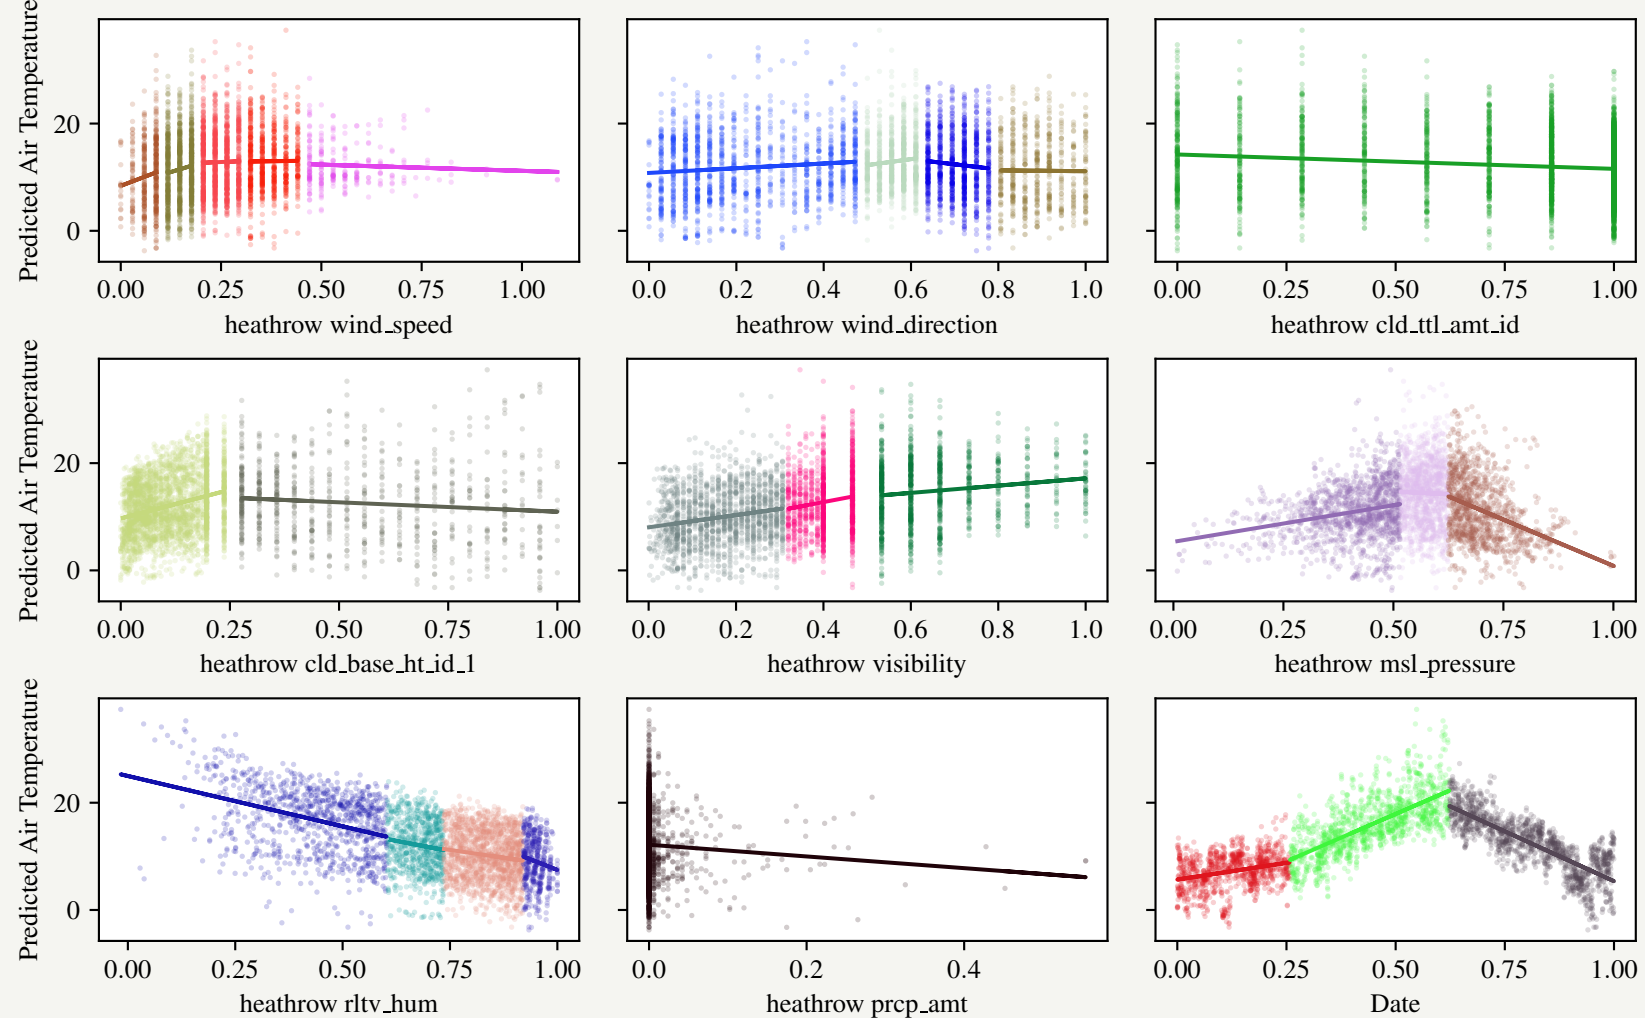 Predicted Air Temperature
20
0
0.00 0.25 0.50 0.75 1.00
heathrow wind_speed
0.0 0.2 0.4 0.6 0.8 1.0
heathrow wind_direction
0.00 0.25 0.50 0.75 1.00
heathrow cld_ttl_amt_id
Predicted Air Temperature
20
0
0.00 0.25 0.50 0.75 1.00
heathrow cld_base_ht_id_1
0.0 0.2 0.4 0.6 0.8 1.0
heathrow visibility
0.00 0.25 0.50 0.75 1.00
heathrow msl_pressure
Predicted Air Temperature
20
0
0.00 0.25 0.50 0.75 1.00
heathrow rltv_hum
0.0 0.2 0.4
heathrow prcp_amt
0.00 0.25 0.50 0.75 1.00
Date